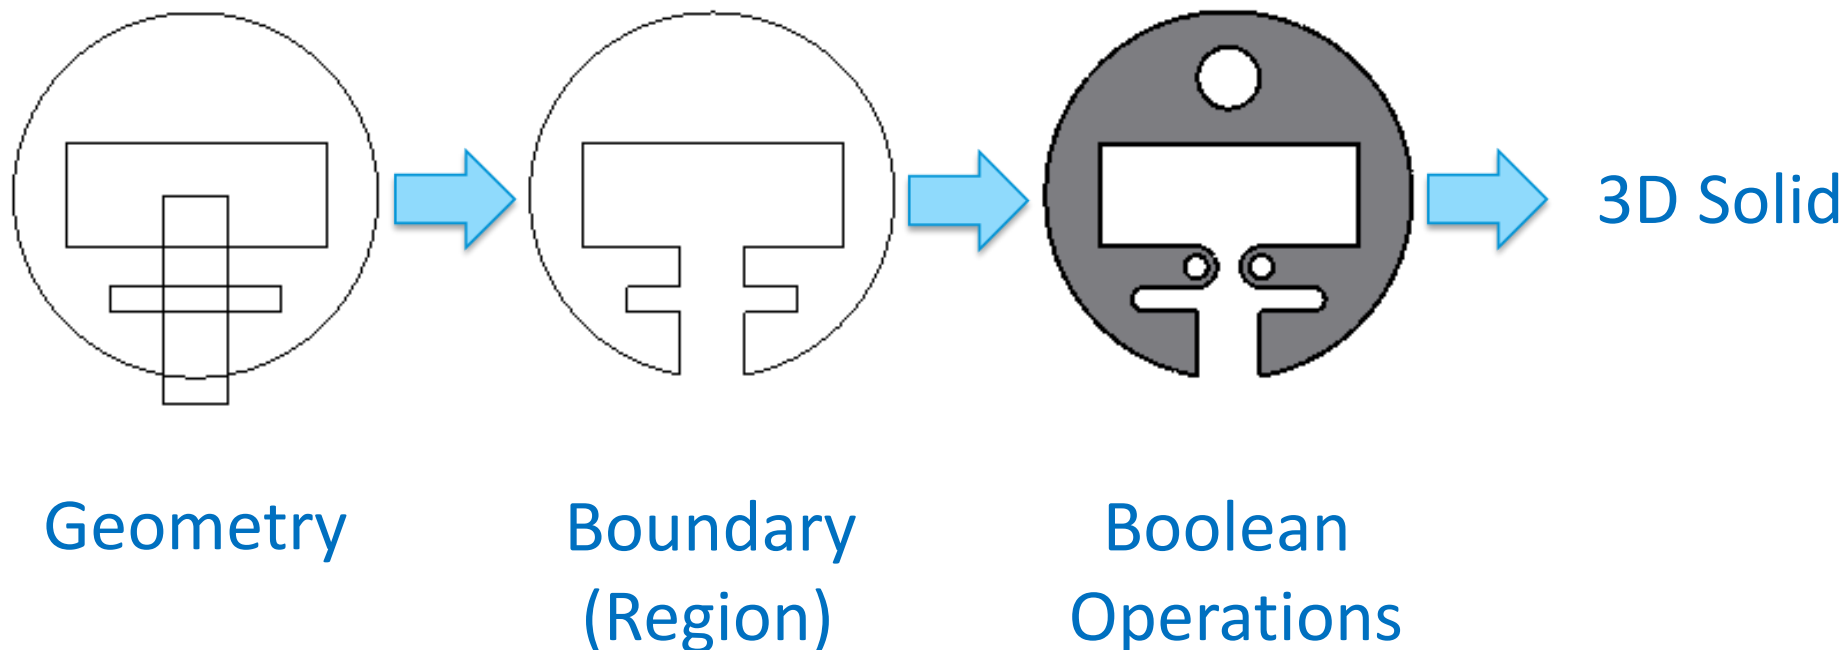 3D Solid
Geometry
Boundary
(Region)
Boolean
Operations